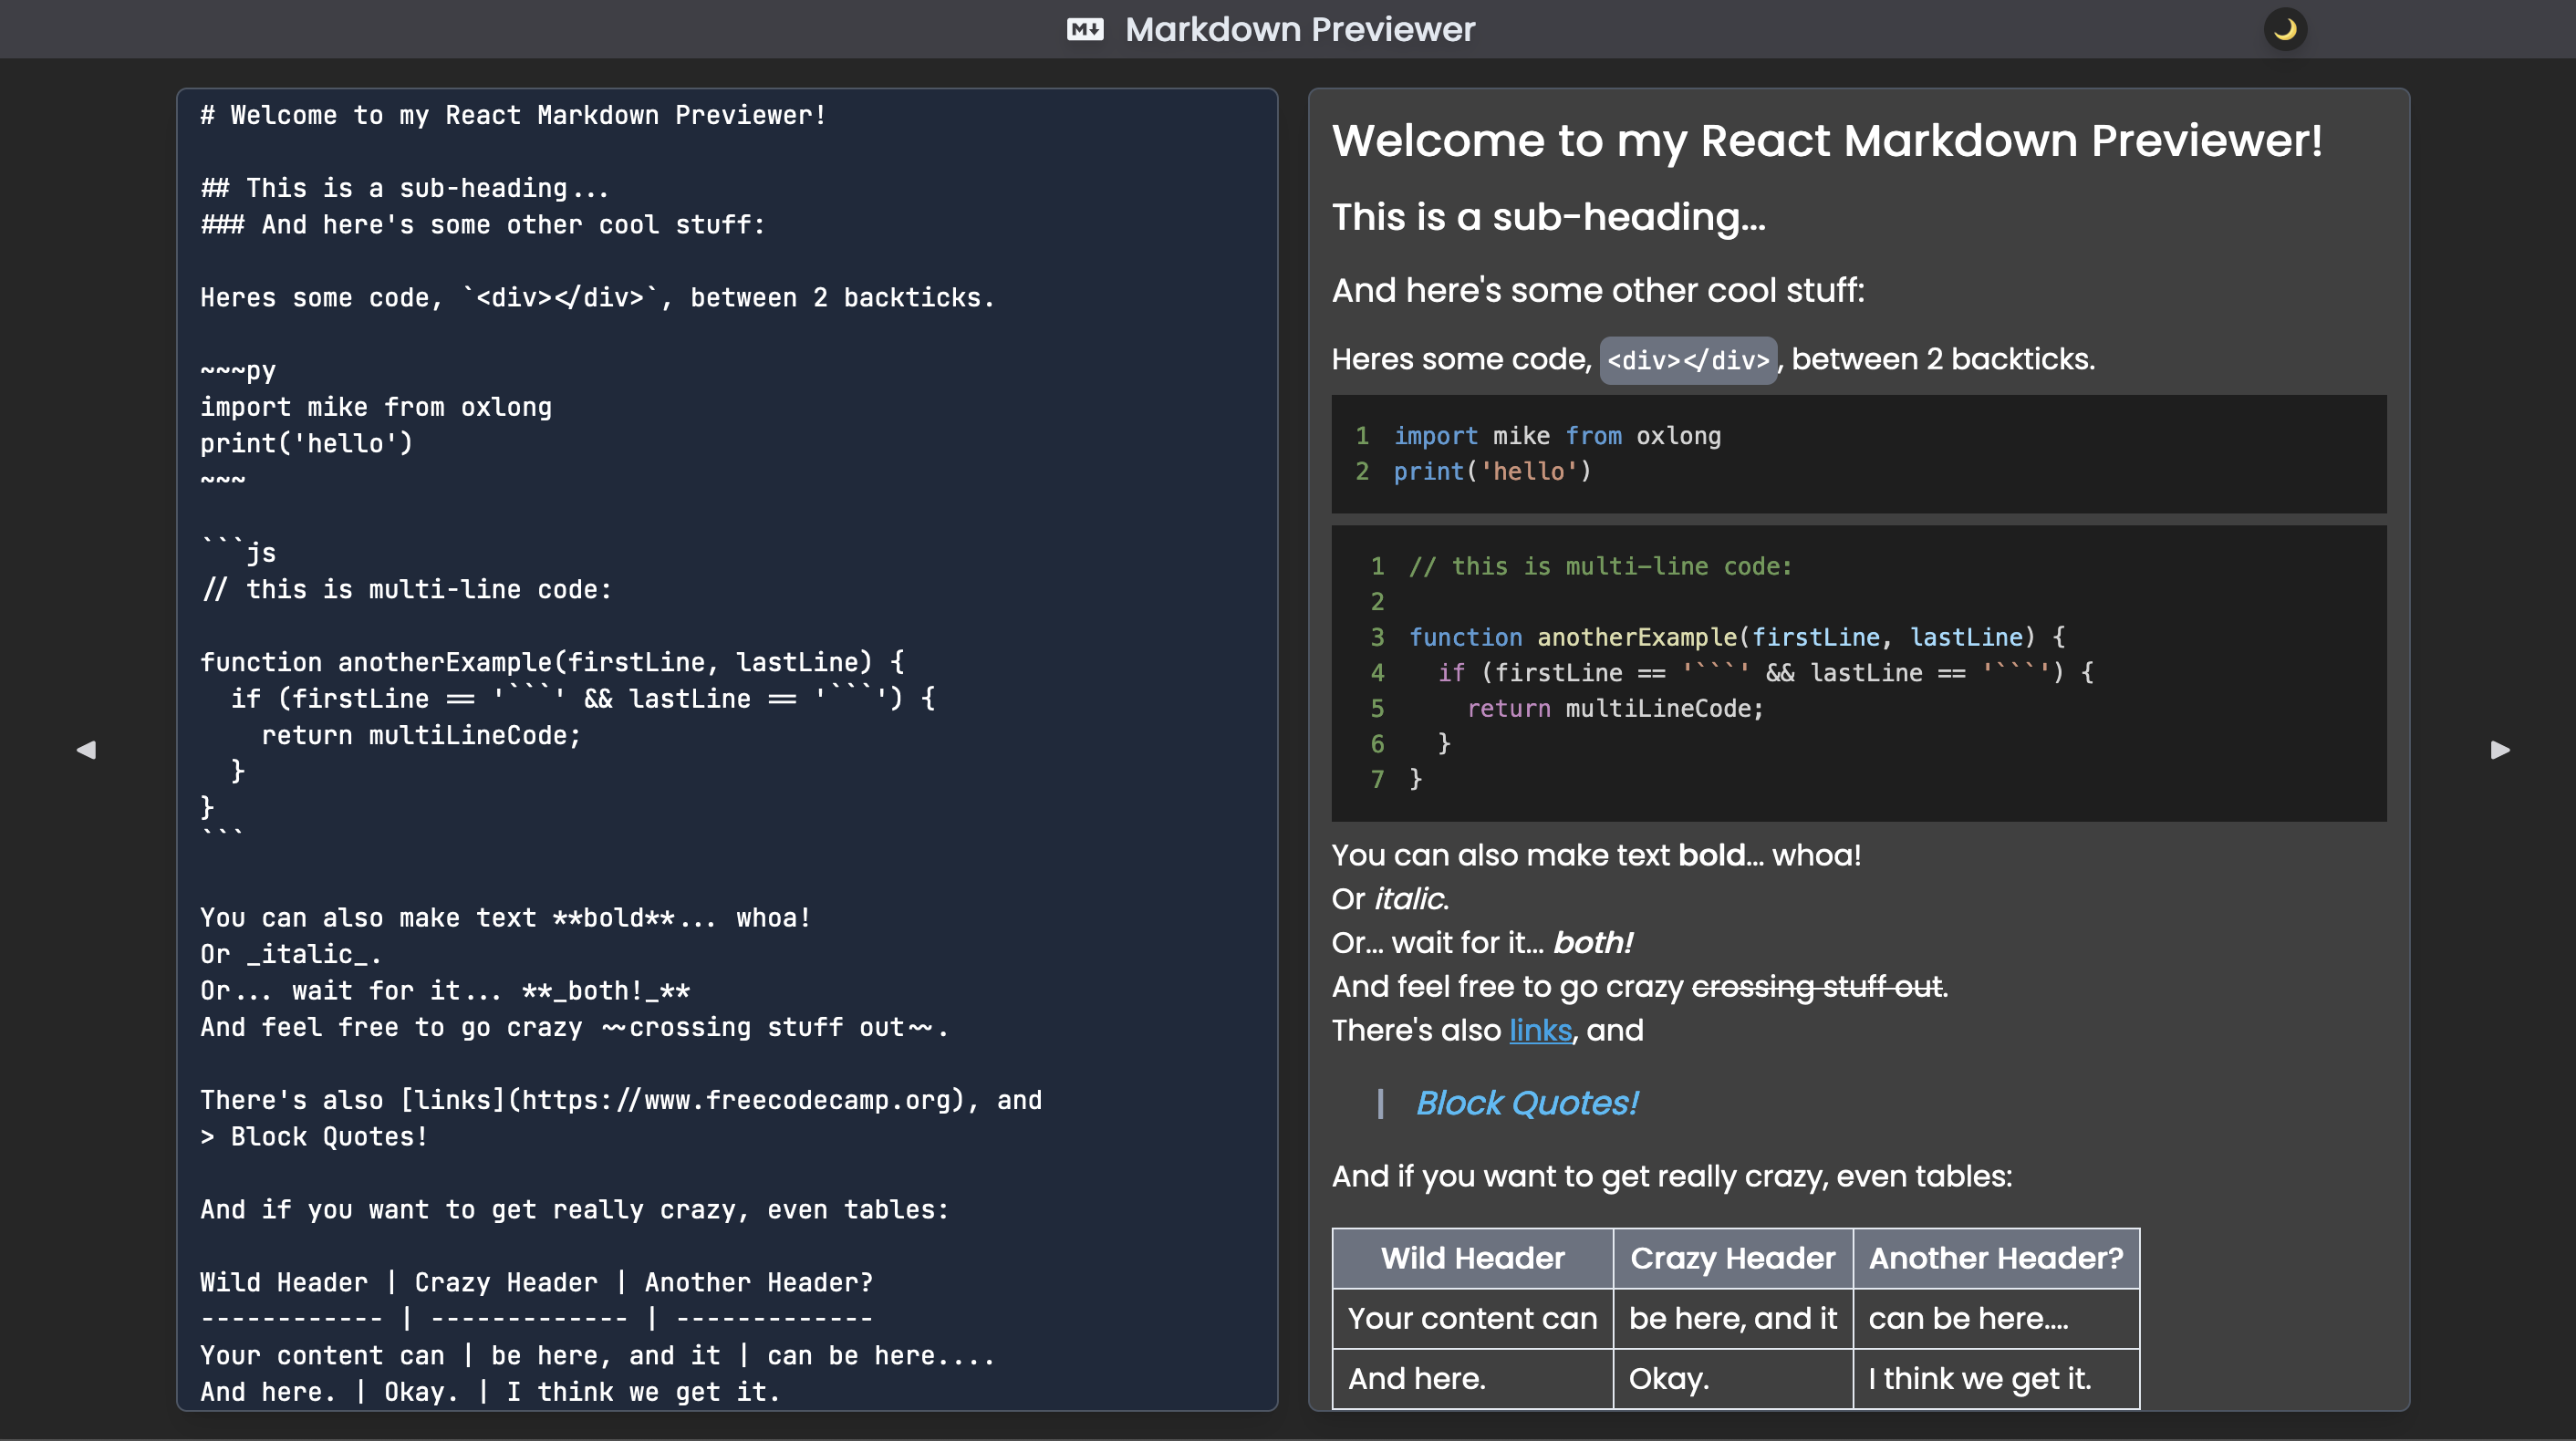 M↓ Markdown Previewer
# Welcome to my React Markdown Previewer!
## This is a sub-heading...
### And here's some other cool stuff:
Heres some code, `<div></div>`, between 2 backticks.
~~~py
import mike from oxlong
print('hello')
~~~
```js
// this is multi-line code:
function anotherExample(firstLine, lastLine) {
  if (firstLine == '```' && lastLine == '```') {
    return multiLineCode;
  }
}
```
You can also make text **bold**... whoa!
Or _italic_.
Or... wait for it... **_both!_**
And feel free to go crazy ~~crossing stuff out~~.
There's also [links](https://www.freecodecamp.org), and
> Block Quotes!
And if you want to get really crazy, even tables:
Wild Header | Crazy Header | Another Header?
------------ | ------------- | -------------
Your content can | be here, and it | can be here....
And here. | Okay. | I think we get it.
Welcome to my React Markdown Previewer!
This is a sub-heading...
And here's some other cool stuff:
Heres some code, <div></div>, between 2 backticks.
1 import mike from oxlong
2 print('hello')
1 // this is multi-line code:
2
3 function anotherExample(firstLine, lastLine) {
4   if (firstLine == '```' && lastLine == '```') {
5     return multiLineCode;
6   }
7 }
You can also make text bold... whoa!
Or italic.
Or... wait for it... both!
And feel free to go crazy crossing stuff out.
There's also links, and
Block Quotes!
And if you want to get really crazy, even tables:
Wild Header Crazy Header Another Header?
Your content can be here, and it can be here....
And here. Okay. I think we get it.